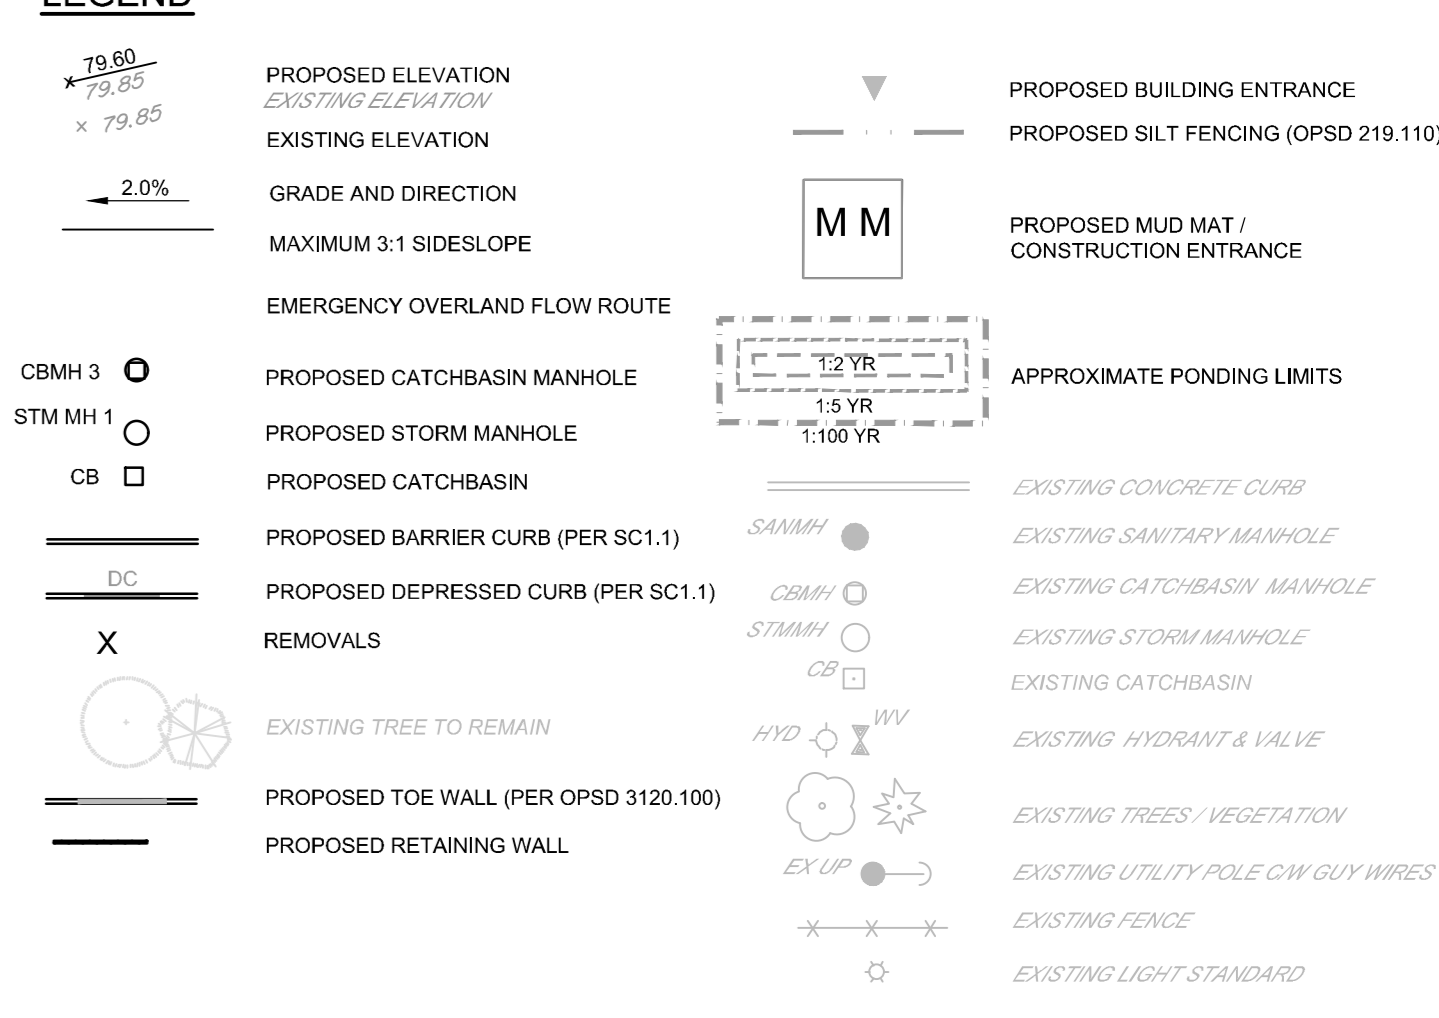 LEGEND
79.60
79.85
PROPOSED ELEVATION
EXISTING ELEVATION
x 79.85
EXISTING ELEVATION
2.0%
GRADE AND DIRECTION
MAXIMUM 3:1 SIDESLOPE
EMERGENCY OVERLAND FLOW ROUTE
CBMH 3
PROPOSED CATCHBASIN MANHOLE
STM MH 1
PROPOSED STORM MANHOLE
CB
PROPOSED CATCHBASIN
PROPOSED BARRIER CURB (PER SC1.1)
DC
PROPOSED DEPRESSED CURB (PER SC1.1)
X
REMOVALS
EXISTING TREE TO REMAIN
PROPOSED TOE WALL (PER OPSD 3120.100)
PROPOSED RETAINING WALL
PROPOSED BUILDING ENTRANCE
PROPOSED SILT FENCING (OPSD 219.110)
M M
PROPOSED MUD MAT /
CONSTRUCTION ENTRANCE
1:2 YR
1:5 YR
1:100 YR
APPROXIMATE PONDING LIMITS
EXISTING CONCRETE CURB
SANMH
EXISTING SANITARY MANHOLE
CBMH
EXISTING CATCHBASIN MANHOLE
STMMH
EXISTING STORM MANHOLE
CB
EXISTING CATCHBASIN
HYD
WV
EXISTING HYDRANT & VALVE
EXISTING TREES / VEGETATION
EX UP
EXISTING UTILITY POLE C/W GUY WIRES
EXISTING FENCE
EXISTING LIGHT STANDARD